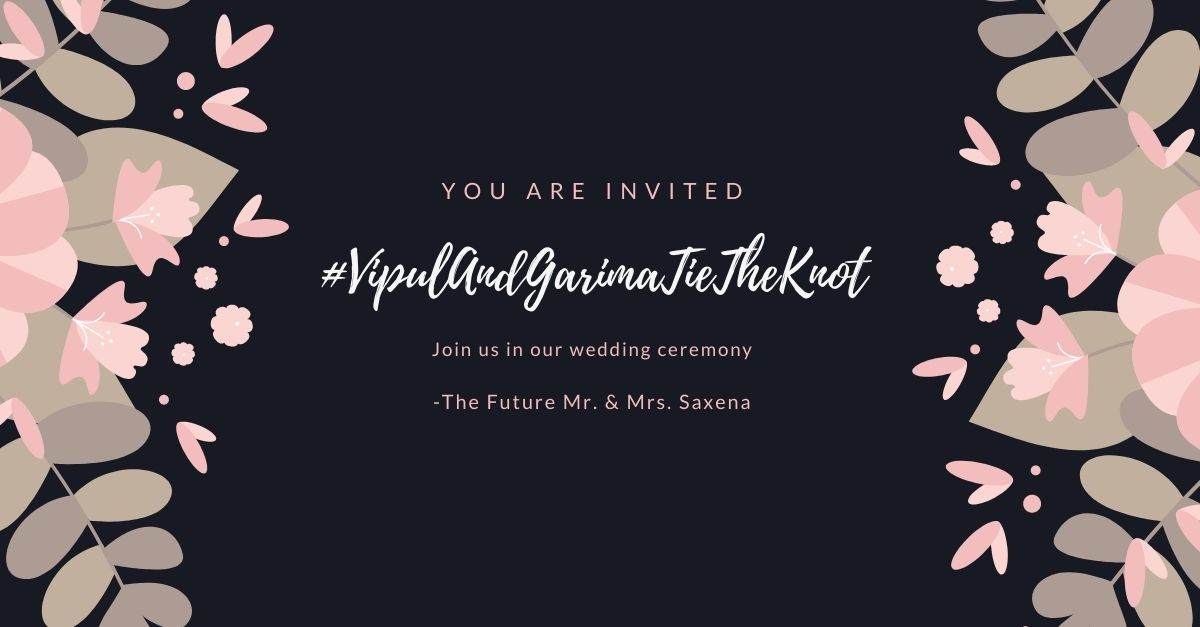 YOU ARE INVITED
#VipulAndGarimaTieTheKnot
Join us in our wedding ceremony
-The Future Mr. & Mrs. Saxena